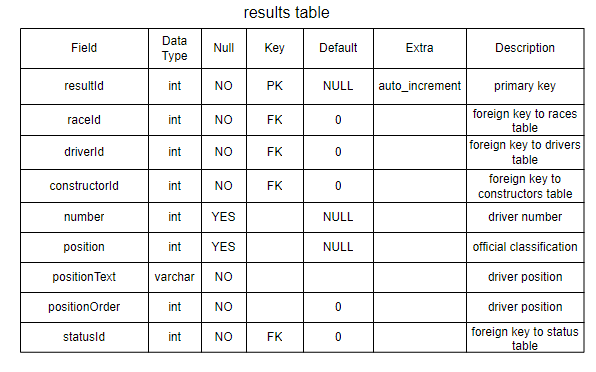 results table
Field Data Type Null Key Default Extra Description
resultId int NO PK NULL auto_increment primary key
raceId int NO FK 0 foreign key to races table
driverId int NO FK 0 foreign key to drivers table
constructorId int NO FK 0 foreign key to constructors table
number int YES NULL driver number
position int YES NULL official classification
positionText varchar NO driver position
positionOrder int NO 0 driver position
statusId int NO FK 0 foreign key to status table